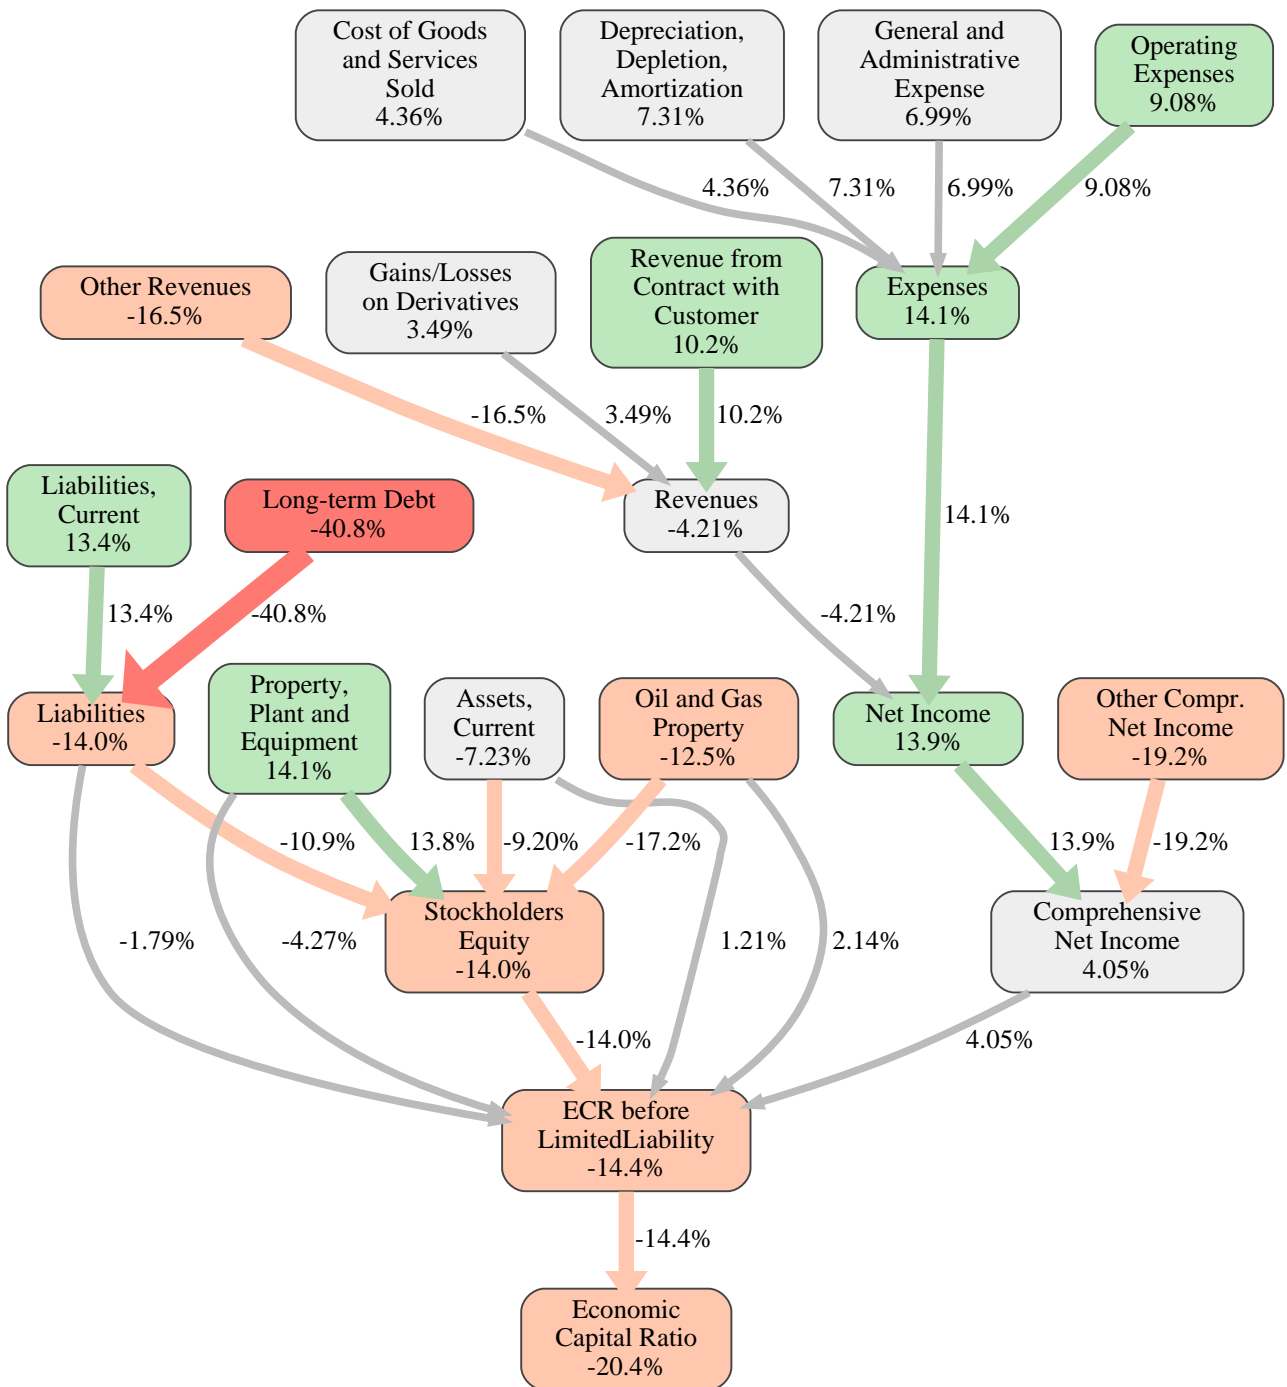 Cost of Goods
and Services
Sold
4.36%
Depreciation,
Depletion,
Amortization
7.31%
General and
Administrative
Expense
6.99%
Operating
Expenses
9.08%
4.36%
7.31%
6.99%
9.08%
Other Revenues
-16.5%
Gains/Losses
on Derivatives
3.49%
Revenue from
Contract with
Customer
10.2%
Expenses
14.1%
-16.5%
3.49%
10.2%
14.1%
Liabilities,
Current
13.4%
Long-term Debt
-40.8%
Revenues
-4.21%
13.4%
-40.8%
-4.21%
Liabilities
-14.0%
Property,
Plant and
Equipment
14.1%
Assets,
Current
-7.23%
Oil and Gas
Property
-12.5%
Net Income
13.9%
Other Compr.
Net Income
-19.2%
-10.9%
13.8%
-9.20%
-17.2%
13.9%
-19.2%
-1.79%
-4.27%
Stockholders
Equity
-14.0%
1.21%
2.14%
Comprehensive
Net Income
4.05%
-14.0%
4.05%
ECR before
LimitedLiability
-14.4%
-14.4%
Economic
Capital Ratio
-20.4%